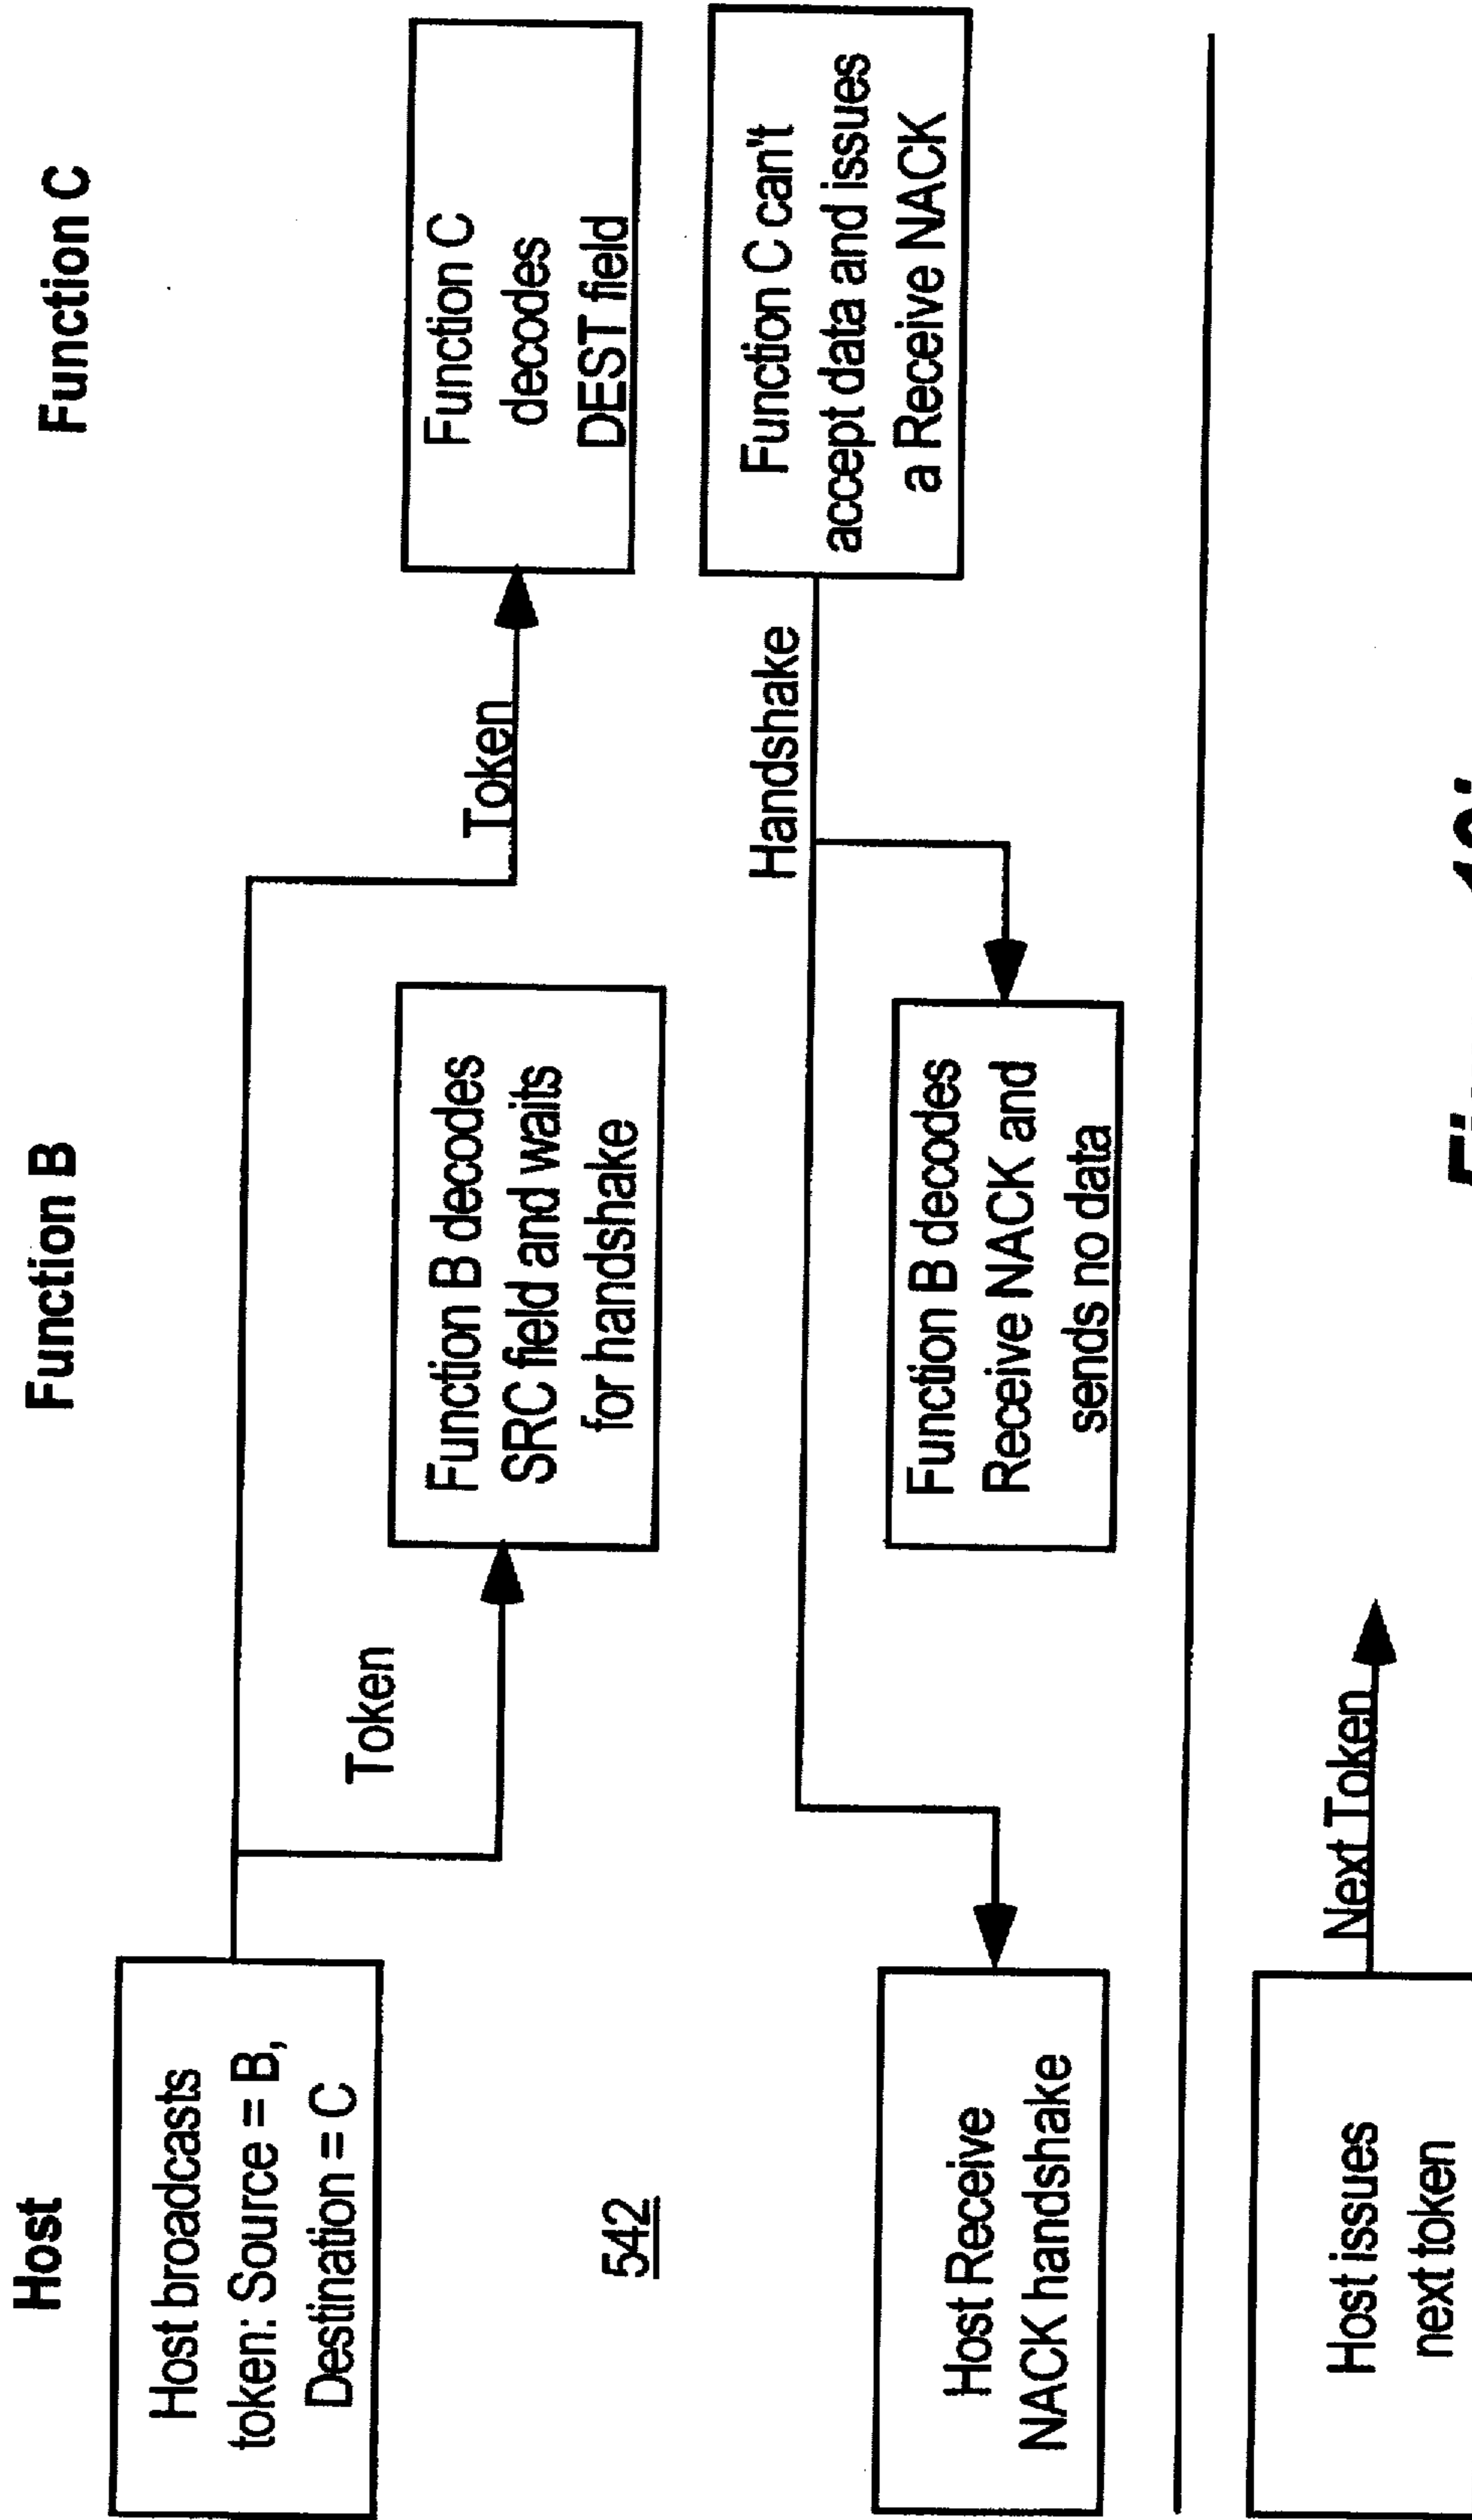 Host
Function B
Function C
Host broadcasts
token: Source = B,
Destination = C
Token
Function B decodes
SRC field and waits
for handshake
Token
Function C
decodes
DEST field
542
Handshake
Function C can't
accept data and issues
a Receive NACK
Host Receive
NACK handshake
Function B decodes
Receive NACK and
sends no data
Host issues
next token
Next Token